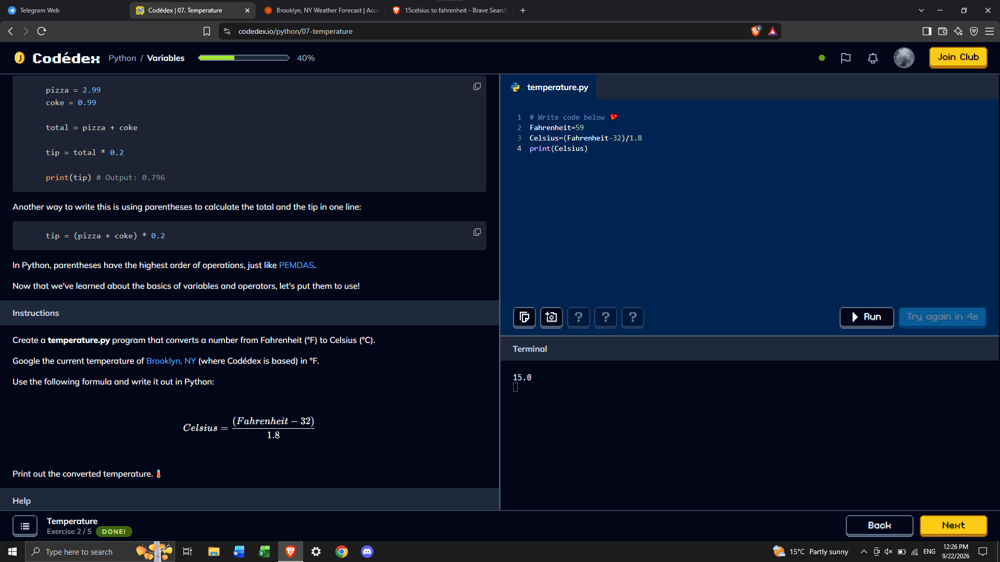 Telegram Web
Codédex | 07. Temperature
Brooklyn, NY Weather Forecast | Accu
15celsius to fahrenheit - Brave Search
codedex.io/python/07-temperature
6
Codédex
Python / Variables
40%
Join Club
pizza = 2.99
coke = 0.99
total = pizza + coke
tip = total * 0.2
print(tip) # Output: 0.796
Another way to write this is using parentheses to calculate the total and the tip in one line:
tip = (pizza + coke) * 0.2
In Python, parentheses have the highest order of operations, just like PEMDAS.
Now that we've learned about the basics of variables and operators, let's put them to use!
Instructions
Create a temperature.py program that converts a number from Fahrenheit (°F) to Celsius (°C).
Google the current temperature of Brooklyn, NY (where Codédex is based) in °F.
Use the following formula and write it out in Python:
Celsius = (Fahrenheit − 32)
1.8
Print out the converted temperature. 🌡️
Help
temperature.py
1 # Write code below 💖
2 Fahrenheit=59
3 Celsius=(Fahrenheit-32)/1.8
4 print(Celsius)
? ? ?
Run
Try again in 4s
Terminal
15.0
Temperature
Exercise 2 / 5 DONE!
Back
Next
Type here to search
15°C Partly sunny
ENG
12:26 PM
9/22/2026